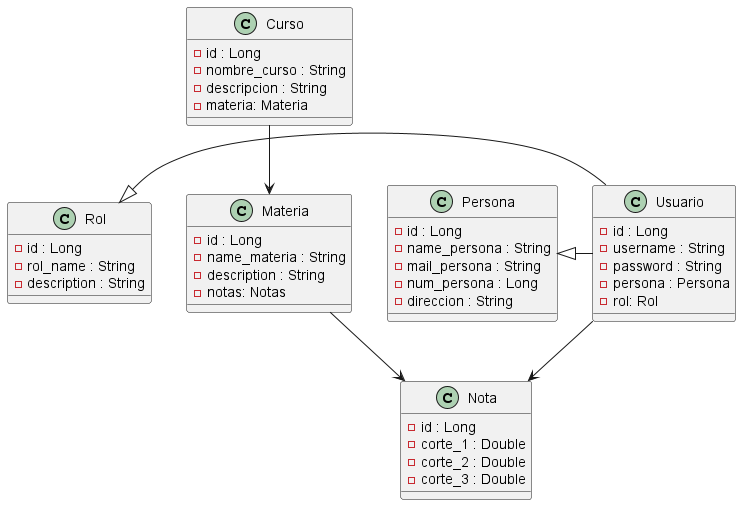 C Curso
id : Long
nombre_curso : String
descripcion : String
materia: Materia
C Rol
id : Long
rol_name : String
description : String
C Materia
id : Long
name_materia : String
description : String
notas: Notas
C Persona
id : Long
name_persona : String
mail_persona : String
num_persona : Long
direccion : String
C Usuario
id : Long
username : String
password : String
persona : Persona
rol: Rol
C Nota
id : Long
corte_1 : Double
corte_2 : Double
corte_3 : Double